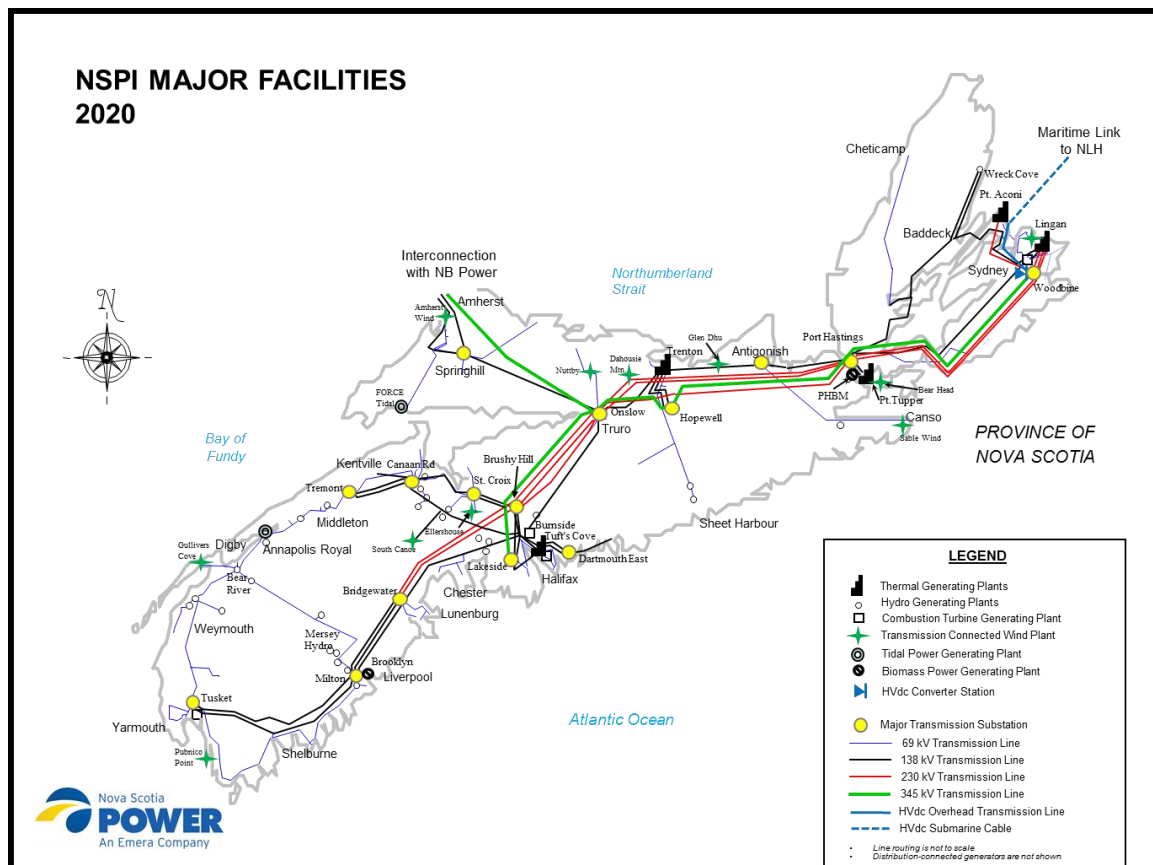 NSPI MAJOR FACILITIES
2020
Maritime Link
to NLH
Cheticamp
Wreck Cove
Pt. Aconi
Lingan
Baddeck
Sydney
Woodbine
Interconnection
with NB Power
Northumberland
Strait
Amherst
Amherst
Wind
N
Springhill
Nuttby
Dalhousie
Mtn
Trenton
Glen Dhu
Antigonish
Port Hastings
PHBM
Pt. Tupper
Bear Head
FORCE
Tidal
Onslow
Truro
Hopewell
Canso
Sable Wind
PROVINCE OF
NOVA SCOTIA
Bay of
Fundy
Brushy Hill
Kentville
Canaan Rd
St. Croix
Tremont
Middleton
Ellershouse
Sheet Harbour
Burnside
Tuft's Cove
Digby
Annapolis Royal
Gullivers
Cove
South Canoe
Lakeside
Halifax
Dartmouth East
Bear
River
Chester
Bridgewater
Lunenburg
Weymouth
Mersey
Hydro
Brooklyn
Milton
Liverpool
Tusket
Yarmouth
Atlantic Ocean
Pubnico
Point
Shelburne
LEGEND
Thermal Generating Plants
Hydro Generating Plants
Combustion Turbine Generating Plant
Transmission Connected Wind Plant
Tidal Power Generating Plant
Biomass Power Generating Plant
HVdc Converter Station
Major Transmission Substation
69 kV Transmission Line
138 kV Transmission Line
230 kV Transmission Line
345 kV Transmission Line
HVdc Overhead Transmission Line
HVdc Submarine Cable
• Line routing is not to scale
• Distribution-connected generators are not shown
Nova Scotia
POWER
An Emera Company